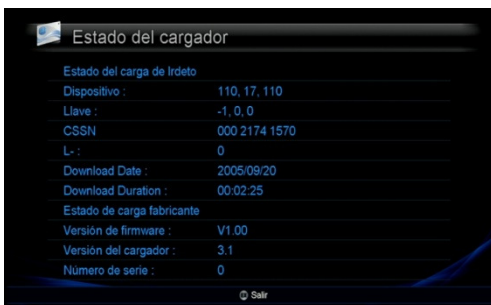 Estado del cargador
Estado del carga de Irdeto
Dispositivo : 110, 17, 110
Llave : -1, 0, 0
CSSN 000 2174 1570
L- : 0
Download Date : 2005/09/20
Download Duration : 00:02:25
Estado de carga fabricante
Versión de firmware : V1.00
Versión del cargador : 3.1
Número de serie : 0
Salir